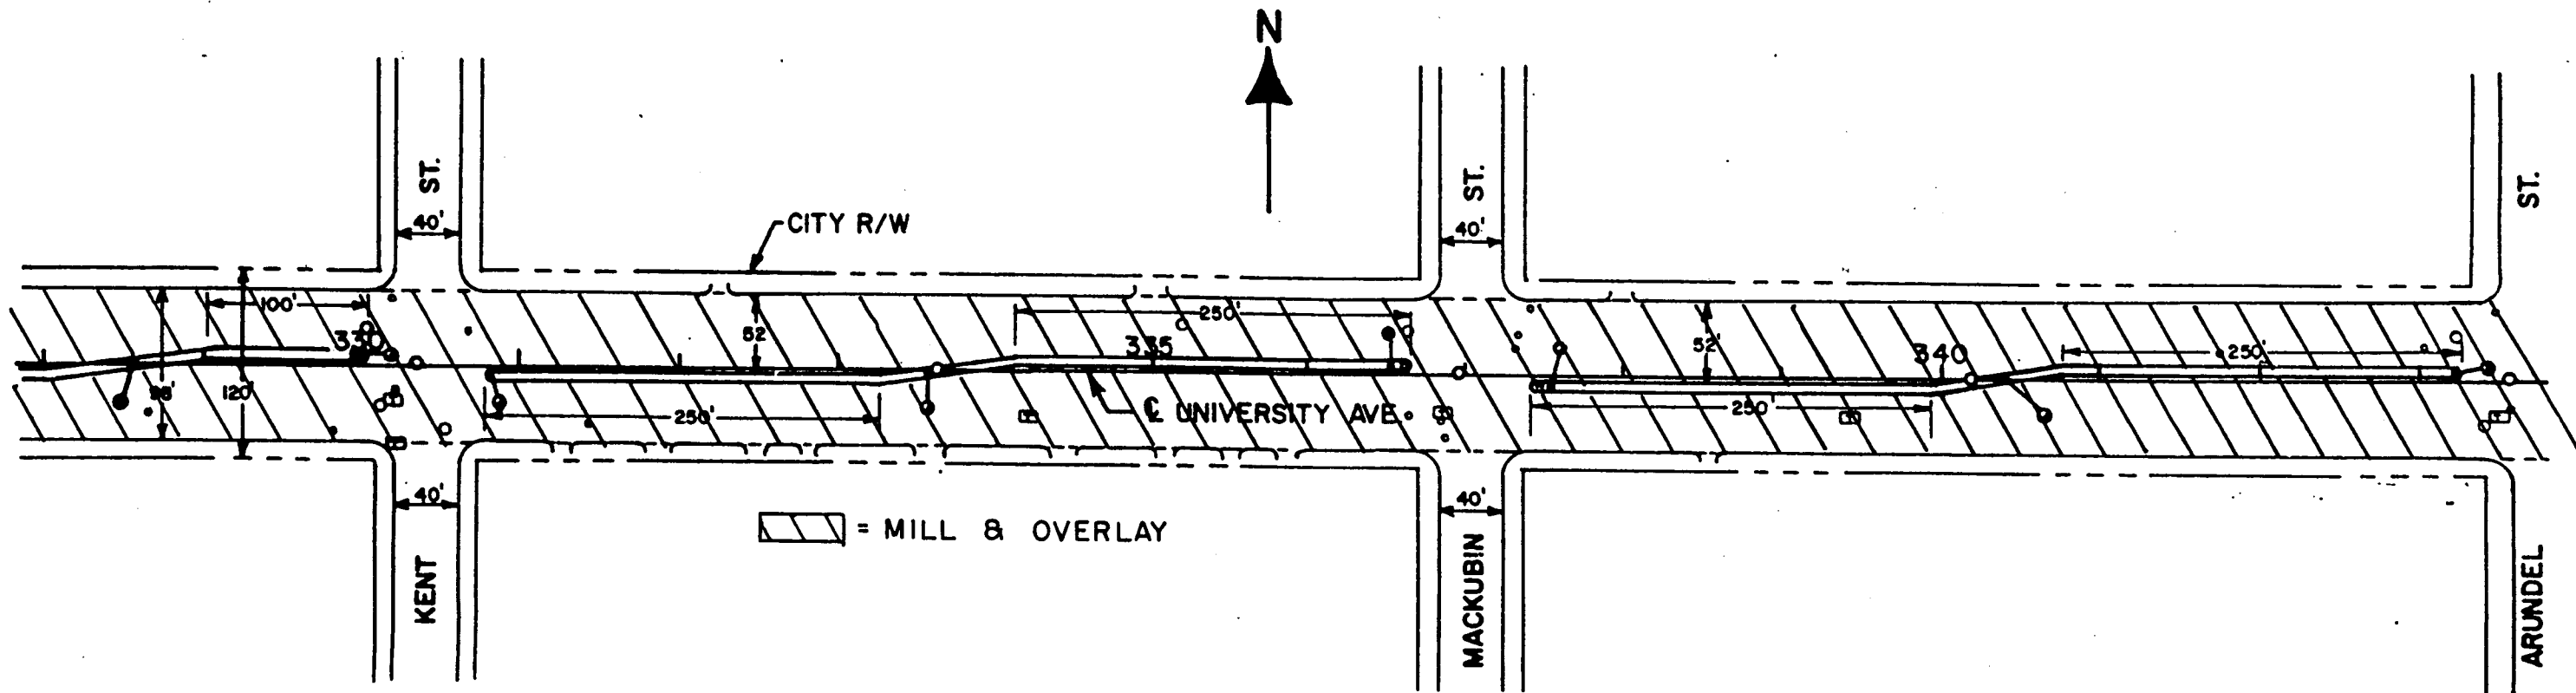 N
ST.
ST.
ST.
40'
CITY R/W
40'
100'
330
52'
250'
335
52'
340
250'
96'
120'
250'
℄ UNIVERSITY AVE.
250'
40'
40'
= MILL & OVERLAY
KENT
MACKUBIN
ARUNDEL